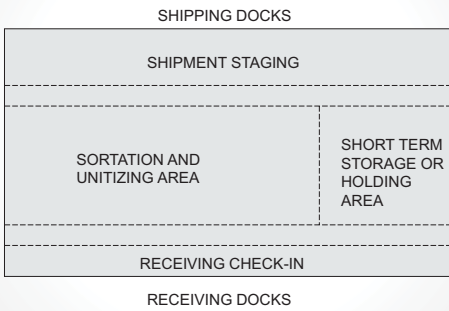 SHIPPING DOCKS
SHIPMENT STAGING
SORTATION AND
UNITIZING AREA
SHORT TERM
STORAGE OR
HOLDING
AREA
RECEIVING CHECK-IN
RECEIVING DOCKS